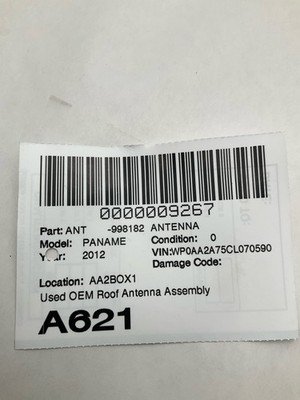 0000009267
Part: ANT -998182 ANTENNA
Model: PANAME Condition: 0
Year: 2012 VIN:WP0AA2A75CL070590
Damage Code:
Location: AA2BOX1
Used OEM Roof Antenna Assembly
A621